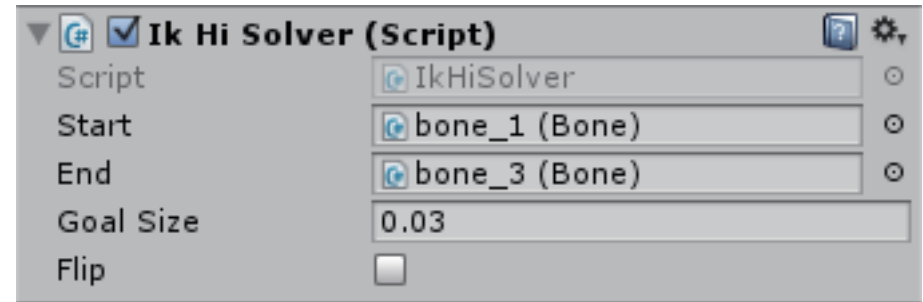 Ik Hi Solver (Script)
Script IkHiSolver
Start bone_1 (Bone)
End bone_3 (Bone)
Goal Size 0.03
Flip